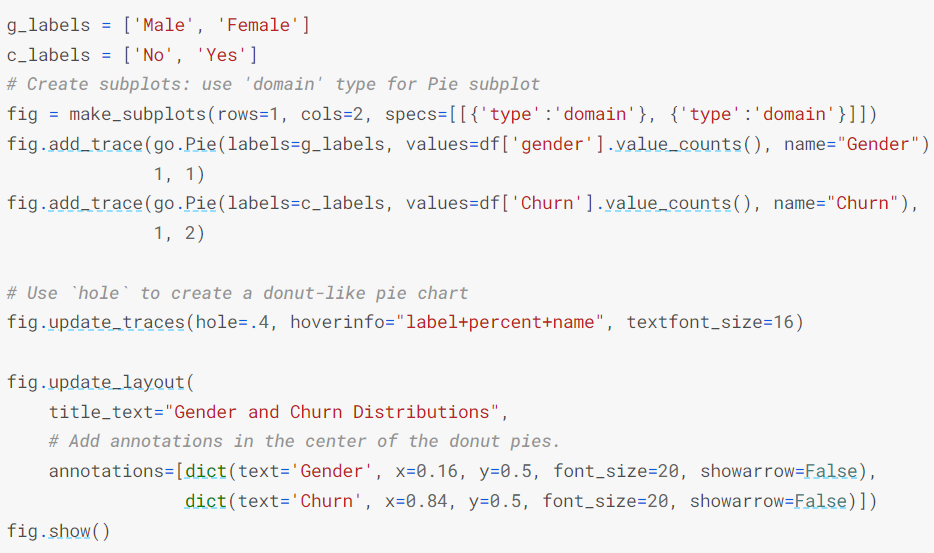 g_labels = ['Male', 'Female']
c_labels = ['No', 'Yes']
# Create subplots: use 'domain' type for Pie subplot
fig = make_subplots(rows=1, cols=2, specs=[[{'type':'domain'}, {'type':'domain'}]])
fig.add_trace(go.Pie(labels=g_labels, values=df['gender'].value_counts(), name="Gender")
              1, 1)
fig.add_trace(go.Pie(labels=c_labels, values=df['Churn'].value_counts(), name="Churn"),
              1, 2)

# Use `hole` to create a donut-like pie chart
fig.update_traces(hole=.4, hoverinfo="label+percent+name", textfont_size=16)

fig.update_layout(
    title_text="Gender and Churn Distributions",
    # Add annotations in the center of the donut pies.
    annotations=[dict(text='Gender', x=0.16, y=0.5, font_size=20, showarrow=False),
                 dict(text='Churn', x=0.84, y=0.5, font_size=20, showarrow=False)])
fig.show()